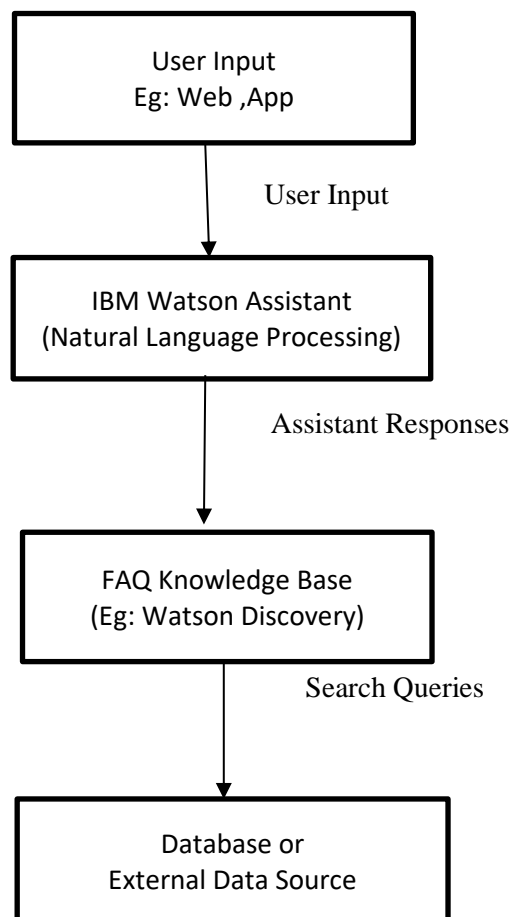 User Input
Eg: Web ,App
User Input
IBM Watson Assistant
(Natural Language Processing)
Assistant Responses
FAQ Knowledge Base
(Eg: Watson Discovery)
Search Queries
Database or
External Data Source